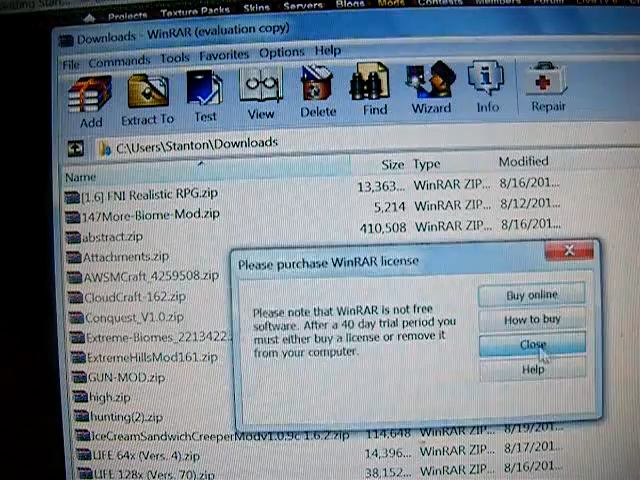 Projects Texture Packs Skins Servers Blogs Mods Contests Members Forum
Downloads - WinRAR (evaluation copy)
File Commands Tools Favorites Options Help
Add Extract To Test View Delete Find Wizard Info Repair
C:\Users\Stanton\Downloads
Name Size Type Modified
[1.6] FNI Realistic RPG.zip 13,363... WinRAR ZIP... 8/16/201...
147More-Biome-Mod.zip 5,214 WinRAR ZIP... 8/12/201...
abstract.zip 410,508 WinRAR ZIP... 8/16/201...
Attachments.zip
AWSMCraft_4259508.zip
CloudCraft-162.zip
Conquest_V1.0.zip
Extreme-Biomes_2213422...
ExtremeHillsMod161.zip
GUN-MOD.zip
high.zip
hunting(2).zip
IceCreamSandwichCreeperModv1.0.9c 1.6.2.zip 114,648 WinRAR ZIP... 8/19/201...
LIFE 64x (Vers. 4).zip 14,396... WinRAR ZIP... 8/17/201...
LIFE 128x (Vers. 70).zip 38,152... WinRAR ZIP... 8/16/201...
Please purchase WinRAR license
Please note that WinRAR is not free
software. After a 40 day trial period you
must either buy a license or remove it
from your computer.
Buy online
How to buy
Close
Help